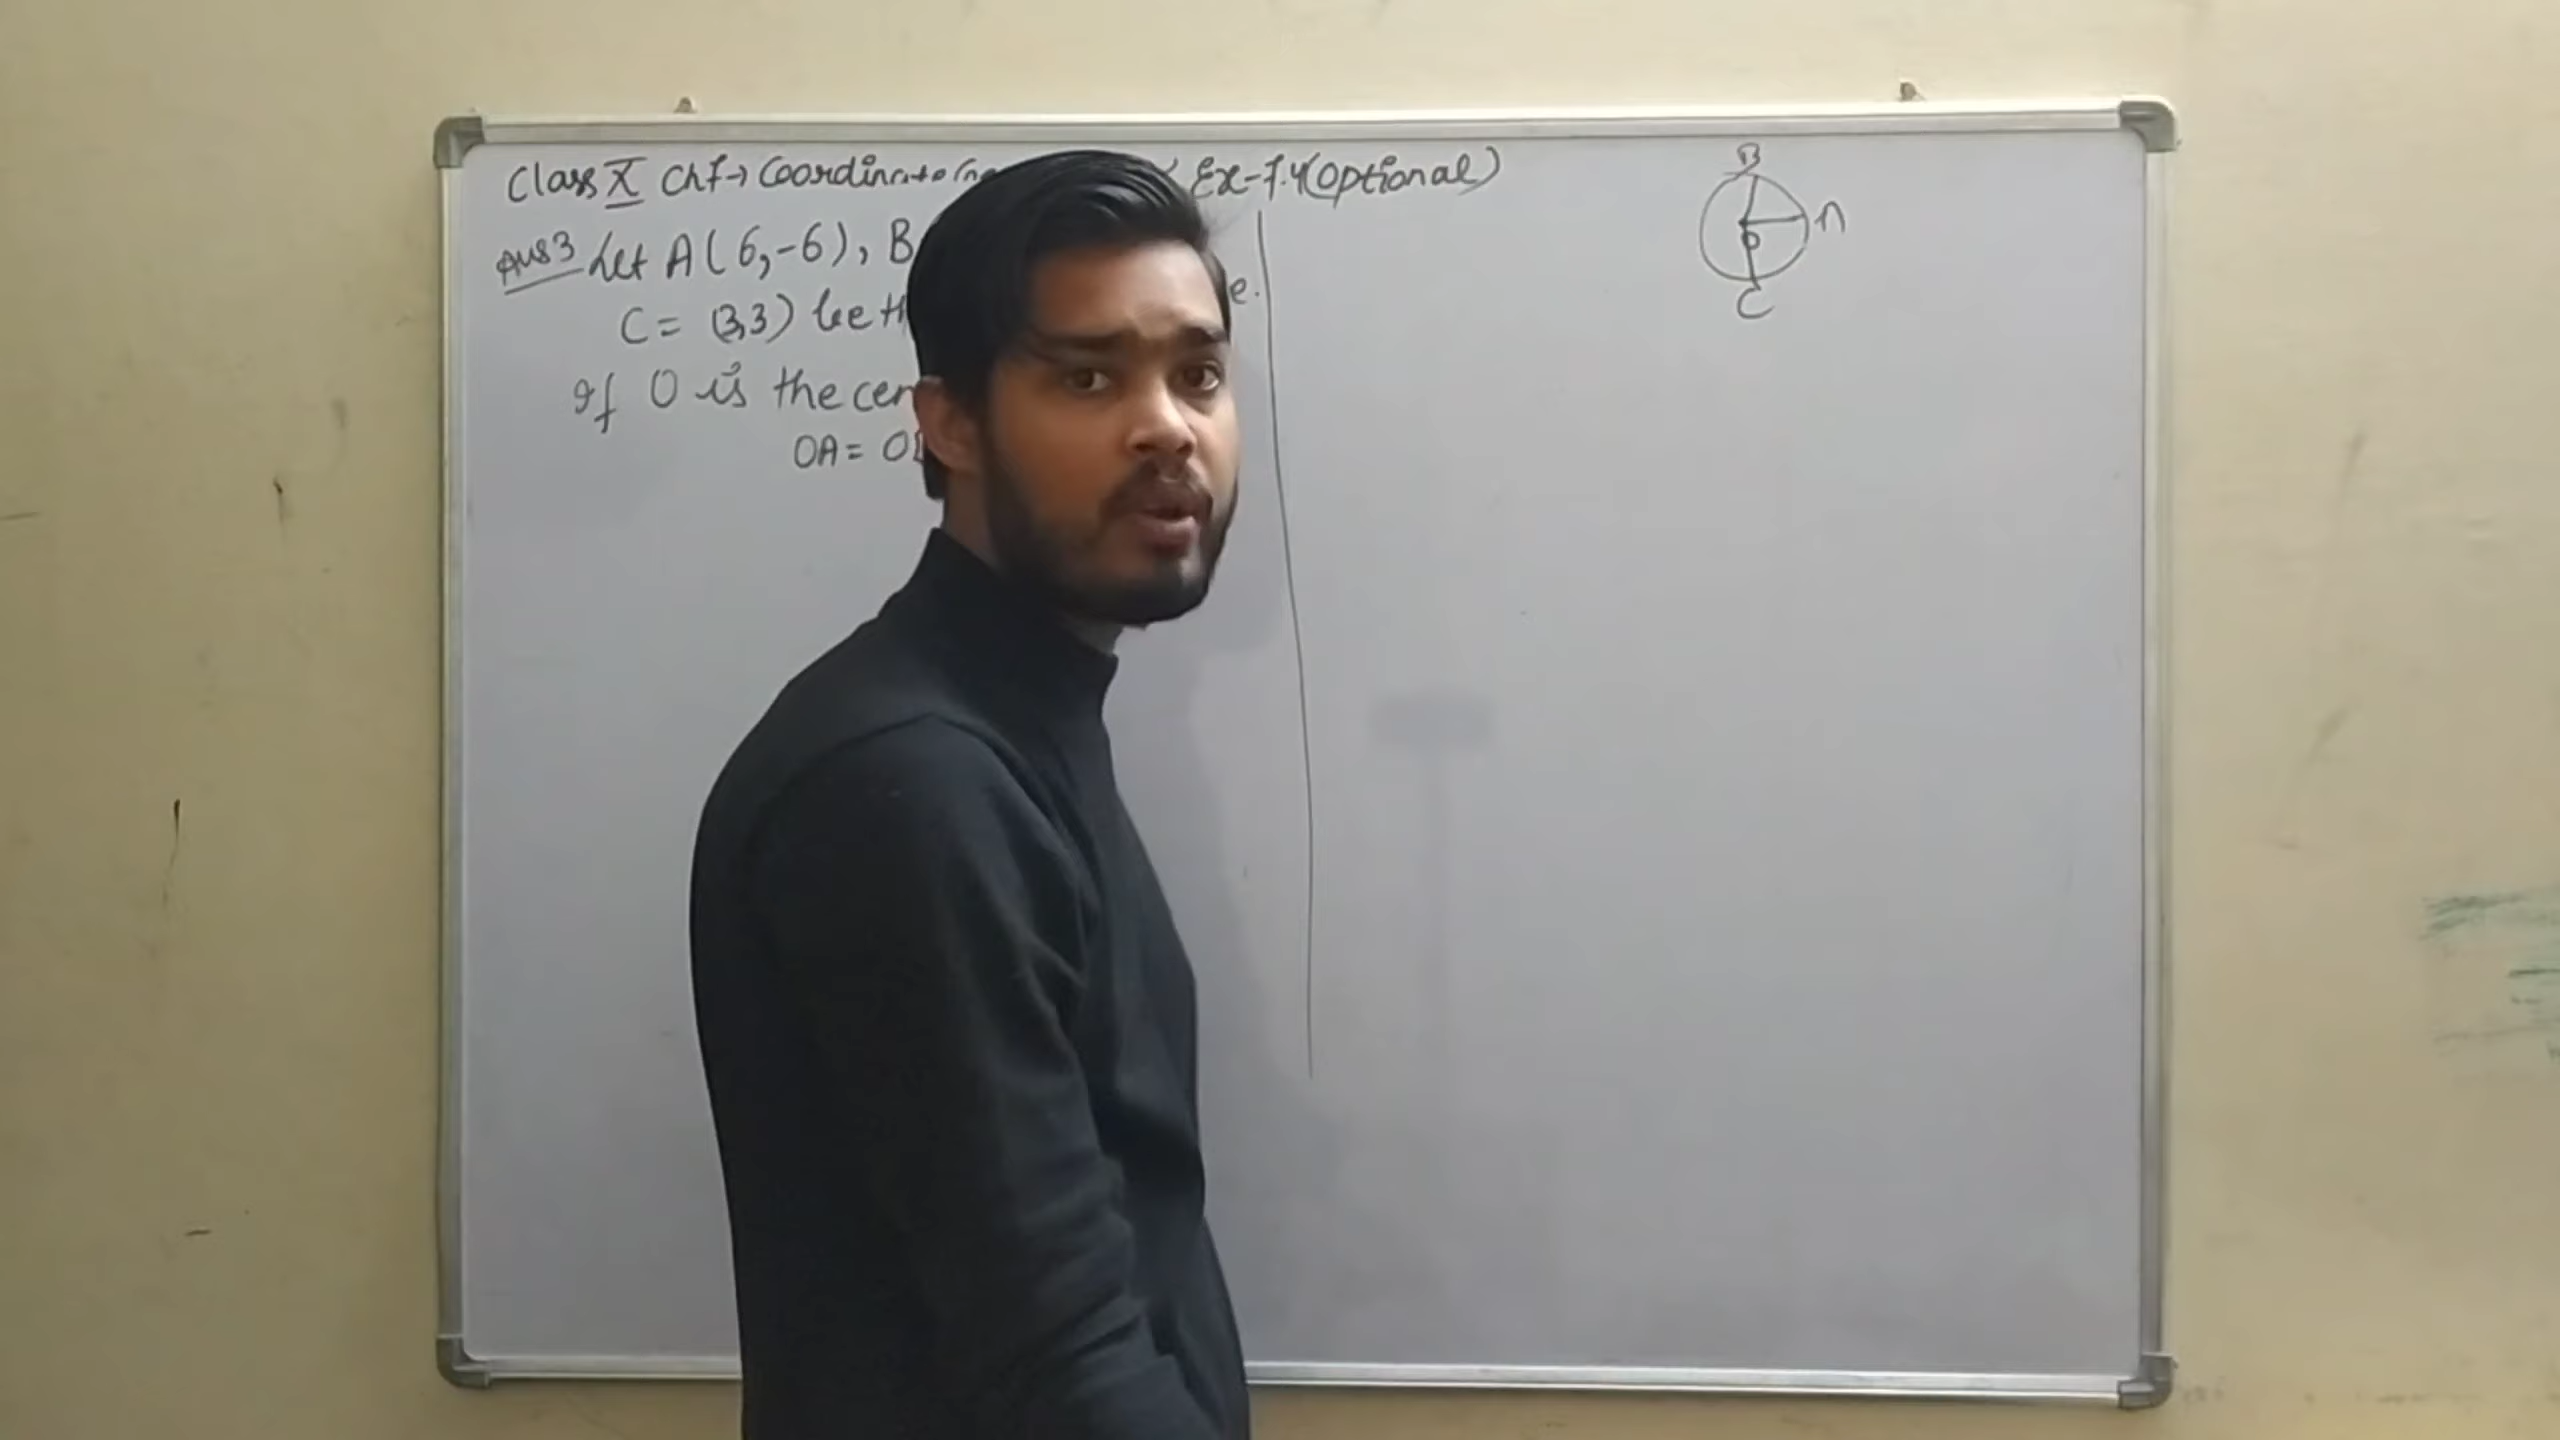 Class X Ch7→ Coordinate Ex-7.4(optional)
Ans3 Let A(6,-6), B
C= (3,3) be th e.
If O is the cen
OA= O
B
A
O
C